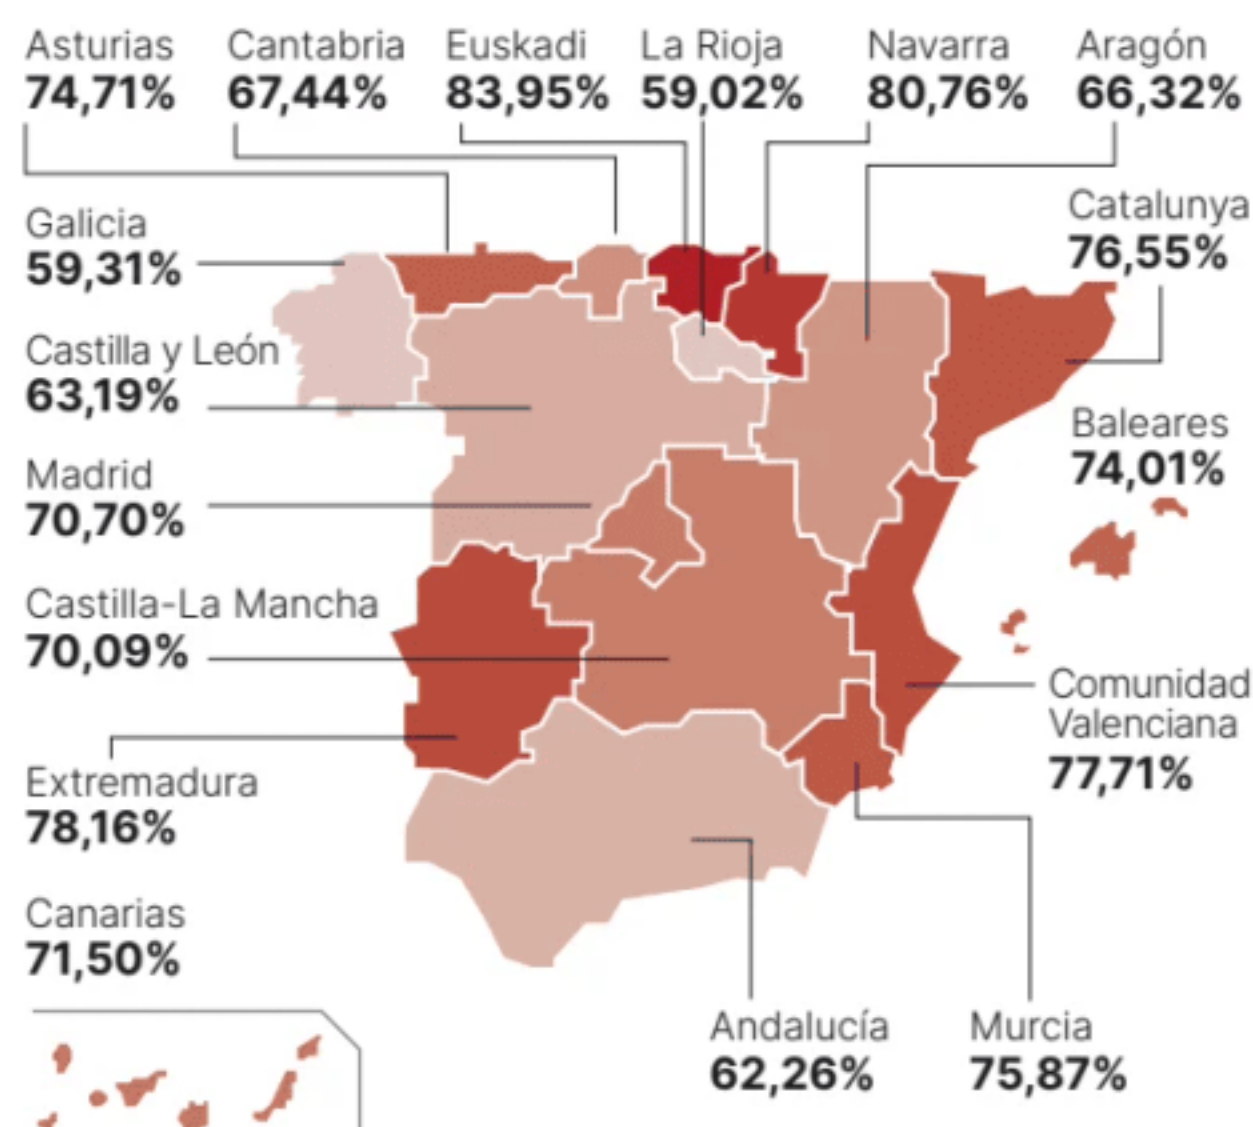 Asturias
74,71%
Cantabria
67,44%
Euskadi
83,95%
La Rioja
59,02%
Navarra
80,76%
Aragón
66,32%
Catalunya
76,55%
Galicia
59,31%
Castilla y León
63,19%
Baleares
74,01%
Madrid
70,70%
Castilla-La Mancha
70,09%
Comunidad
Valenciana
77,71%
Extremadura
78,16%
Canarias
71,50%
Andalucía
62,26%
Murcia
75,87%